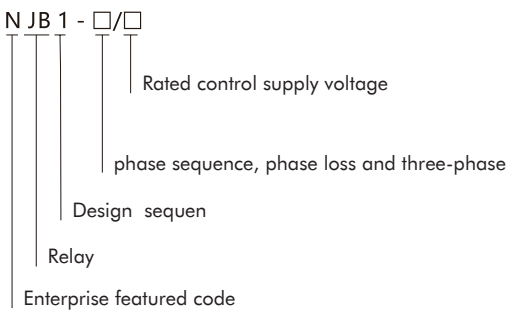 N JB 1 - □/□
Rated control supply voltage
phase sequence, phase loss and three-phase
Design sequen
Relay
Enterprise featured code